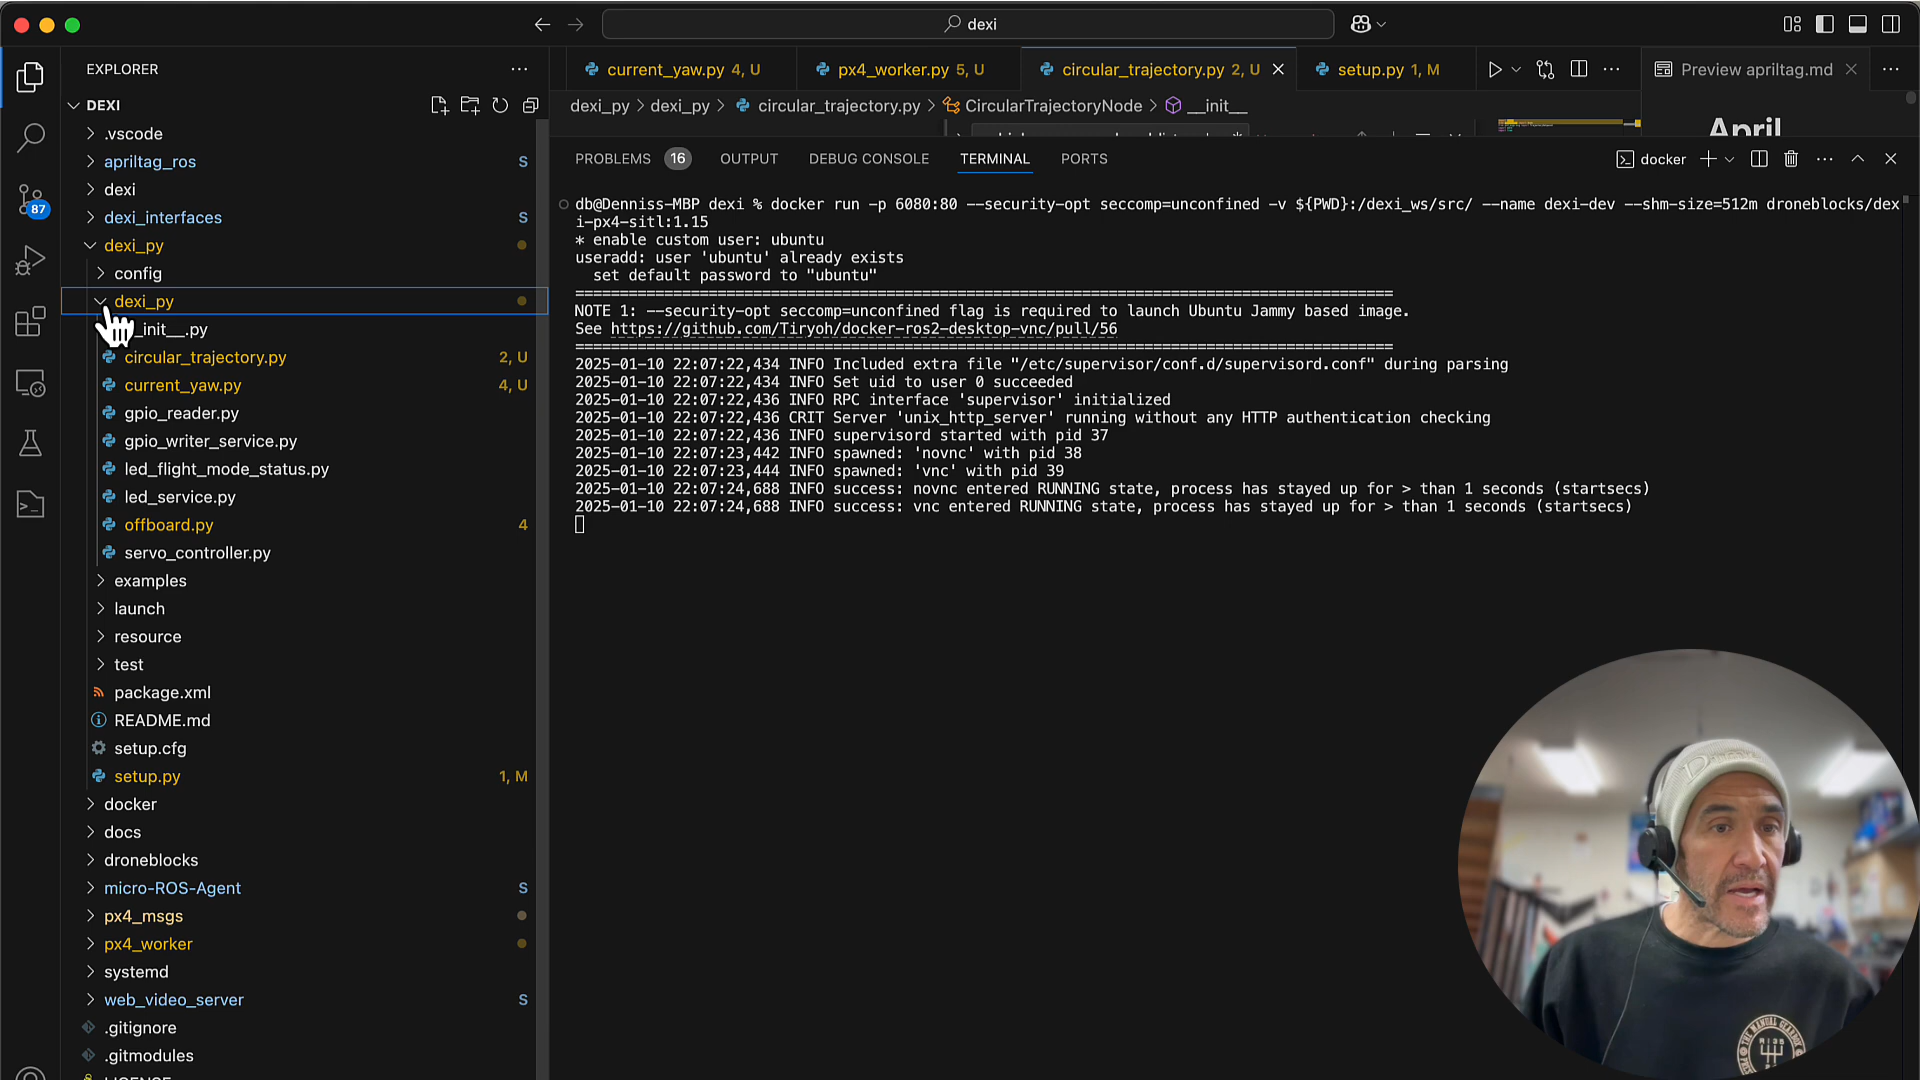 dexi
EXPLORER
DEXI
.vscode
apriltag_ros S
dexi
dexi_interfaces S
dexi_py
config
dexi_py
_init__.py
circular_trajectory.py 2, U
current_yaw.py 4, U
gpio_reader.py
gpio_writer_service.py
led_flight_mode_status.py
led_service.py
offboard.py 4
servo_controller.py
examples
launch
resource
test
package.xml
README.md
setup.cfg
setup.py 1, M
docker
docs
droneblocks
micro-ROS-Agent S
px4_msgs
px4_worker
systemd
web_video_server S
.gitignore
.gitmodules
87
current_yaw.py 4, U
px4_worker.py 5, U
circular_trajectory.py 2, U
setup.py 1, M
Preview apriltag.md
dexi_py > dexi_py > circular_trajectory.py > CircularTrajectoryNode > __init__
April
PROBLEMS 16 OUTPUT DEBUG CONSOLE TERMINAL PORTS
docker
db@Denniss-MBP dexi % docker run -p 6080:80 --security-opt seccomp=unconfined -v ${PWD}:/dexi_ws/src/ --name dexi-dev --shm-size=512m droneblocks/dex
i-px4-sitl:1.15
* enable custom user: ubuntu
useradd: user 'ubuntu' already exists
set default password to "ubuntu"
============================================================================================
NOTE 1: --security-opt seccomp=unconfined flag is required to launch Ubuntu Jammy based image.
See https://github.com/Tiryoh/docker-ros2-desktop-vnc/pull/56
============================================================================================
2025-01-10 22:07:22,434 INFO Included extra file "/etc/supervisor/conf.d/supervisord.conf" during parsing
2025-01-10 22:07:22,434 INFO Set uid to user 0 succeeded
2025-01-10 22:07:22,436 INFO RPC interface 'supervisor' initialized
2025-01-10 22:07:22,436 CRIT Server 'unix_http_server' running without any HTTP authentication checking
2025-01-10 22:07:22,436 INFO supervisord started with pid 37
2025-01-10 22:07:23,442 INFO spawned: 'novnc' with pid 38
2025-01-10 22:07:23,444 INFO spawned: 'vnc' with pid 39
2025-01-10 22:07:24,688 INFO success: novnc entered RUNNING state, process has stayed up for > than 1 seconds (startsecs)
2025-01-10 22:07:24,688 INFO success: vnc entered RUNNING state, process has stayed up for > than 1 seconds (startsecs)
THE MANUAL GEARBOX